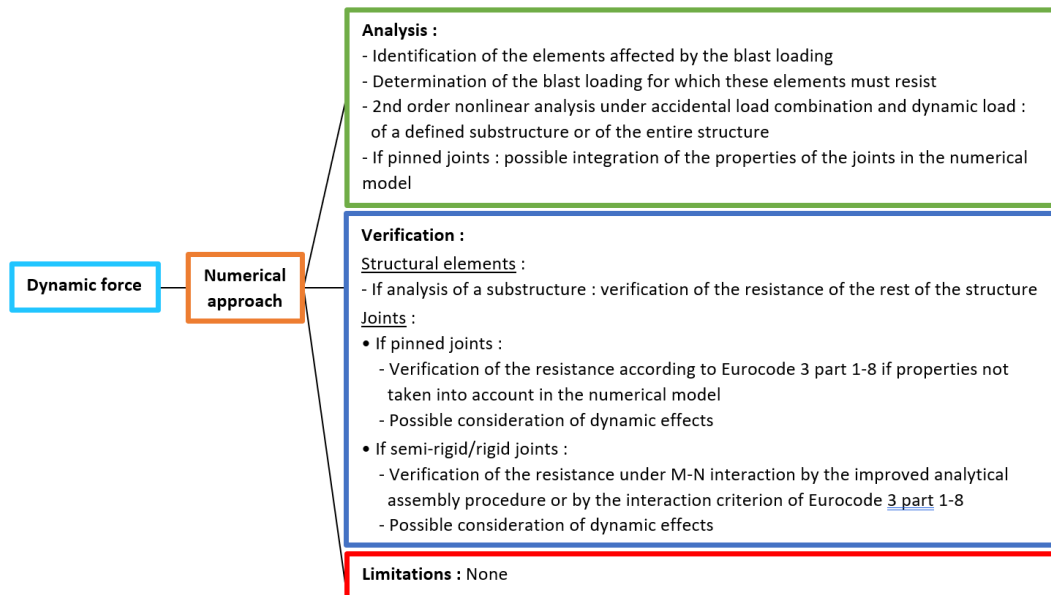 Dynamic force
Numerical
approach
Analysis :
- Identification of the elements affected by the blast loading
- Determination of the blast loading for which these elements must resist
- 2nd order nonlinear analysis under accidental load combination and dynamic load :
of a defined substructure or of the entire structure
- If pinned joints : possible integration of the properties of the joints in the numerical
model
Verification :
Structural elements :
- If analysis of a substructure : verification of the resistance of the rest of the structure
Joints :
• If pinned joints :
- Verification of the resistance according to Eurocode 3 part 1-8 if properties not
taken into account in the numerical model
- Possible consideration of dynamic effects
• If semi-rigid/rigid joints :
- Verification of the resistance under M-N interaction by the improved analytical
assembly procedure or by the interaction criterion of Eurocode 3 part 1-8
- Possible consideration of dynamic effects
Limitations : None